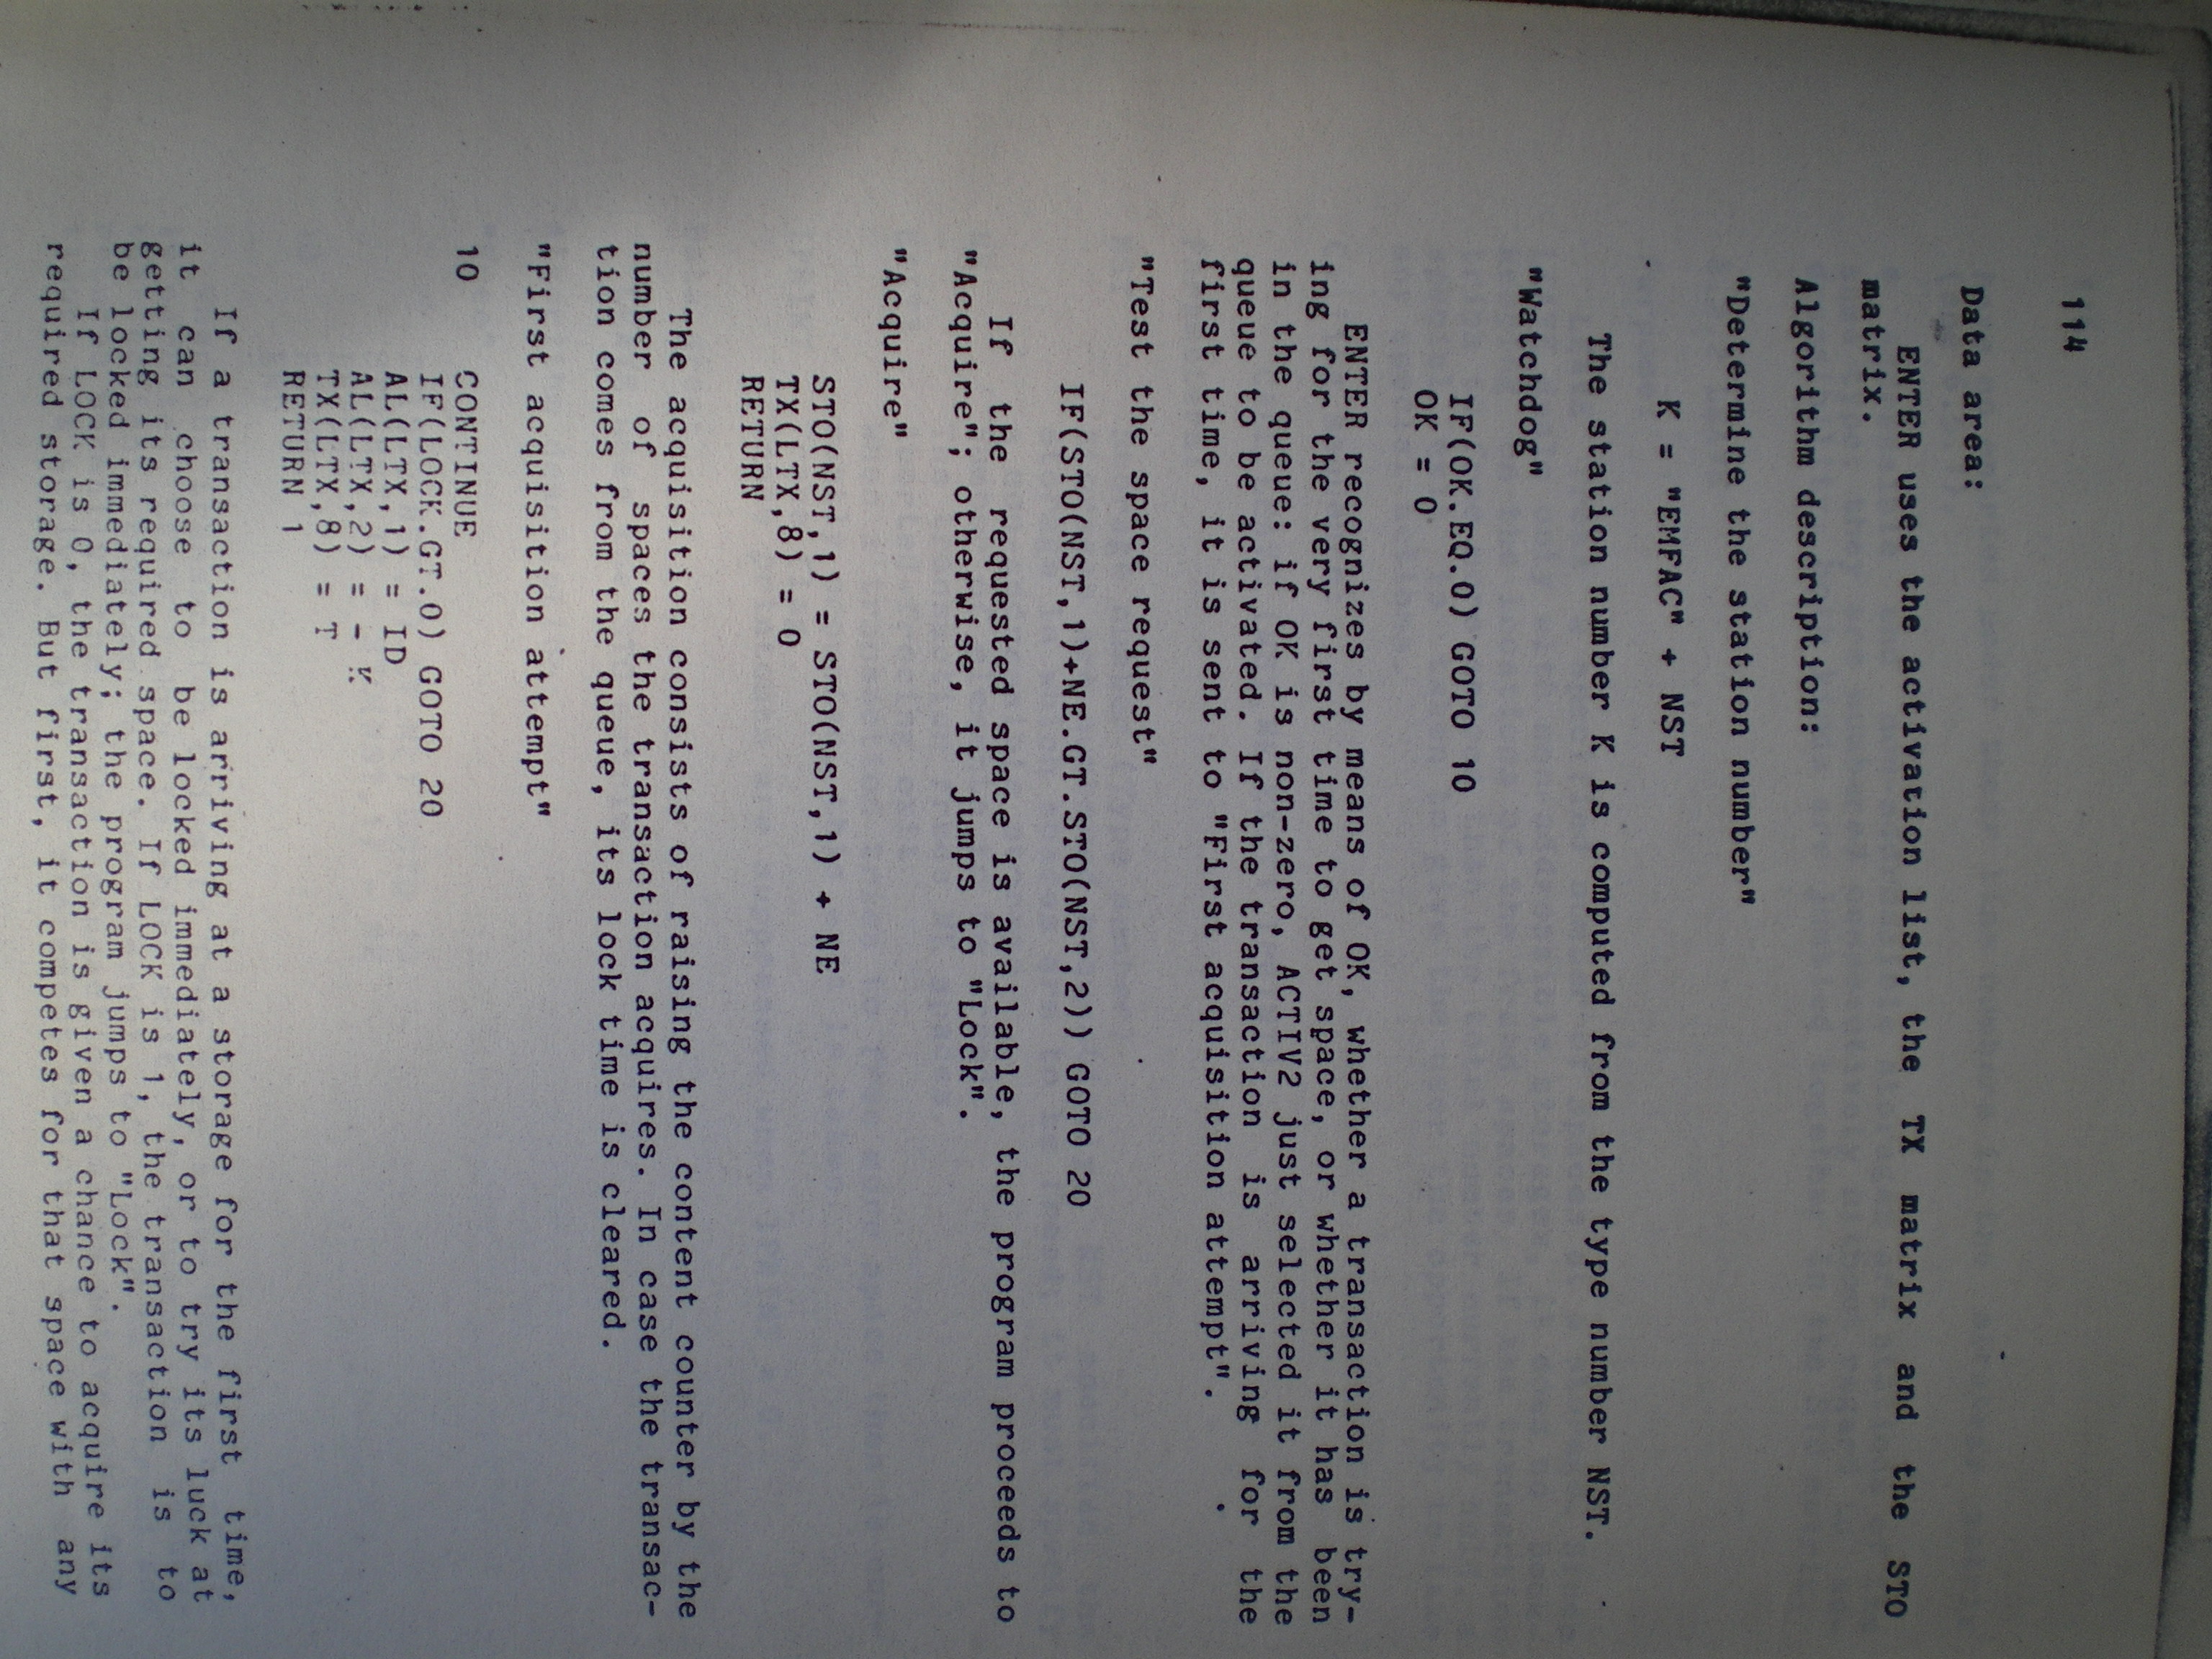 114
Data area:
ENTER uses the activation list, the TX matrix and the STO
matrix.
Algorithm description:
"Determine the station number"
K = "EMFAC" + NST
The station number K is computed from the type number NST.
"Watchdog"
IF(OK.EQ.0) GOTO 10
OK = 0
ENTER recognizes by means of OK, whether a transaction is try-
ing for the very first time to get space, or whether it has been
in the queue: if OK is non-zero, ACTIV2 just selected it from the
queue to be activated. If the transaction is arriving for the
first time, it is sent to "First acquisition attempt".
"Test the space request"
IF(STO(NST,1)+NE.GT.STO(NST,2)) GOTO 20
If the requested space is available, the program proceeds to
"Acquire"; otherwise, it jumps to "Lock".
"Acquire"
STO(NST,1) = STO(NST,1) + NE
TX(LTX,8) = 0
RETURN
The acquisition consists of raising the content counter by the
number of spaces the transaction acquires. In case the transac-
tion comes from the queue, its lock time is cleared.
"First acquisition attempt"
10 CONTINUE
IF(LOCK.GT.0) GOTO 20
AL(LTX,1) = ID
AL(LTX,2) = - K
TX(LTX,8) = T
RETURN 1
If a transaction is arriving at a storage for the first time,
it can choose to be locked immediately, or to try its luck at
getting its required space. If LOCK is 1, the transaction is to
be locked immediately; the program jumps to "Lock".
If LOCK is 0, the transaction is given a chance to acquire its
required storage. But first, it competes for that space with any